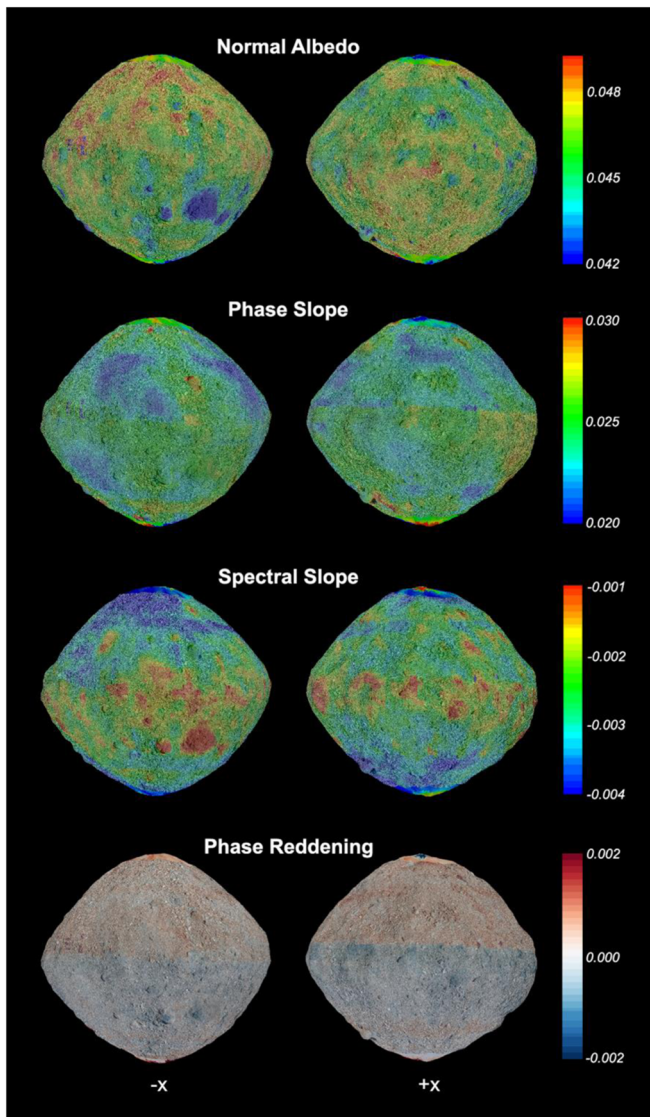 Normal Albedo
0.048
0.045
0.042
Phase Slope
0.030
0.025
0.020
Spectral Slope
-0.001
-0.002
-0.003
-0.004
Phase Reddening
0.002
0.000
-0.002
-x +x